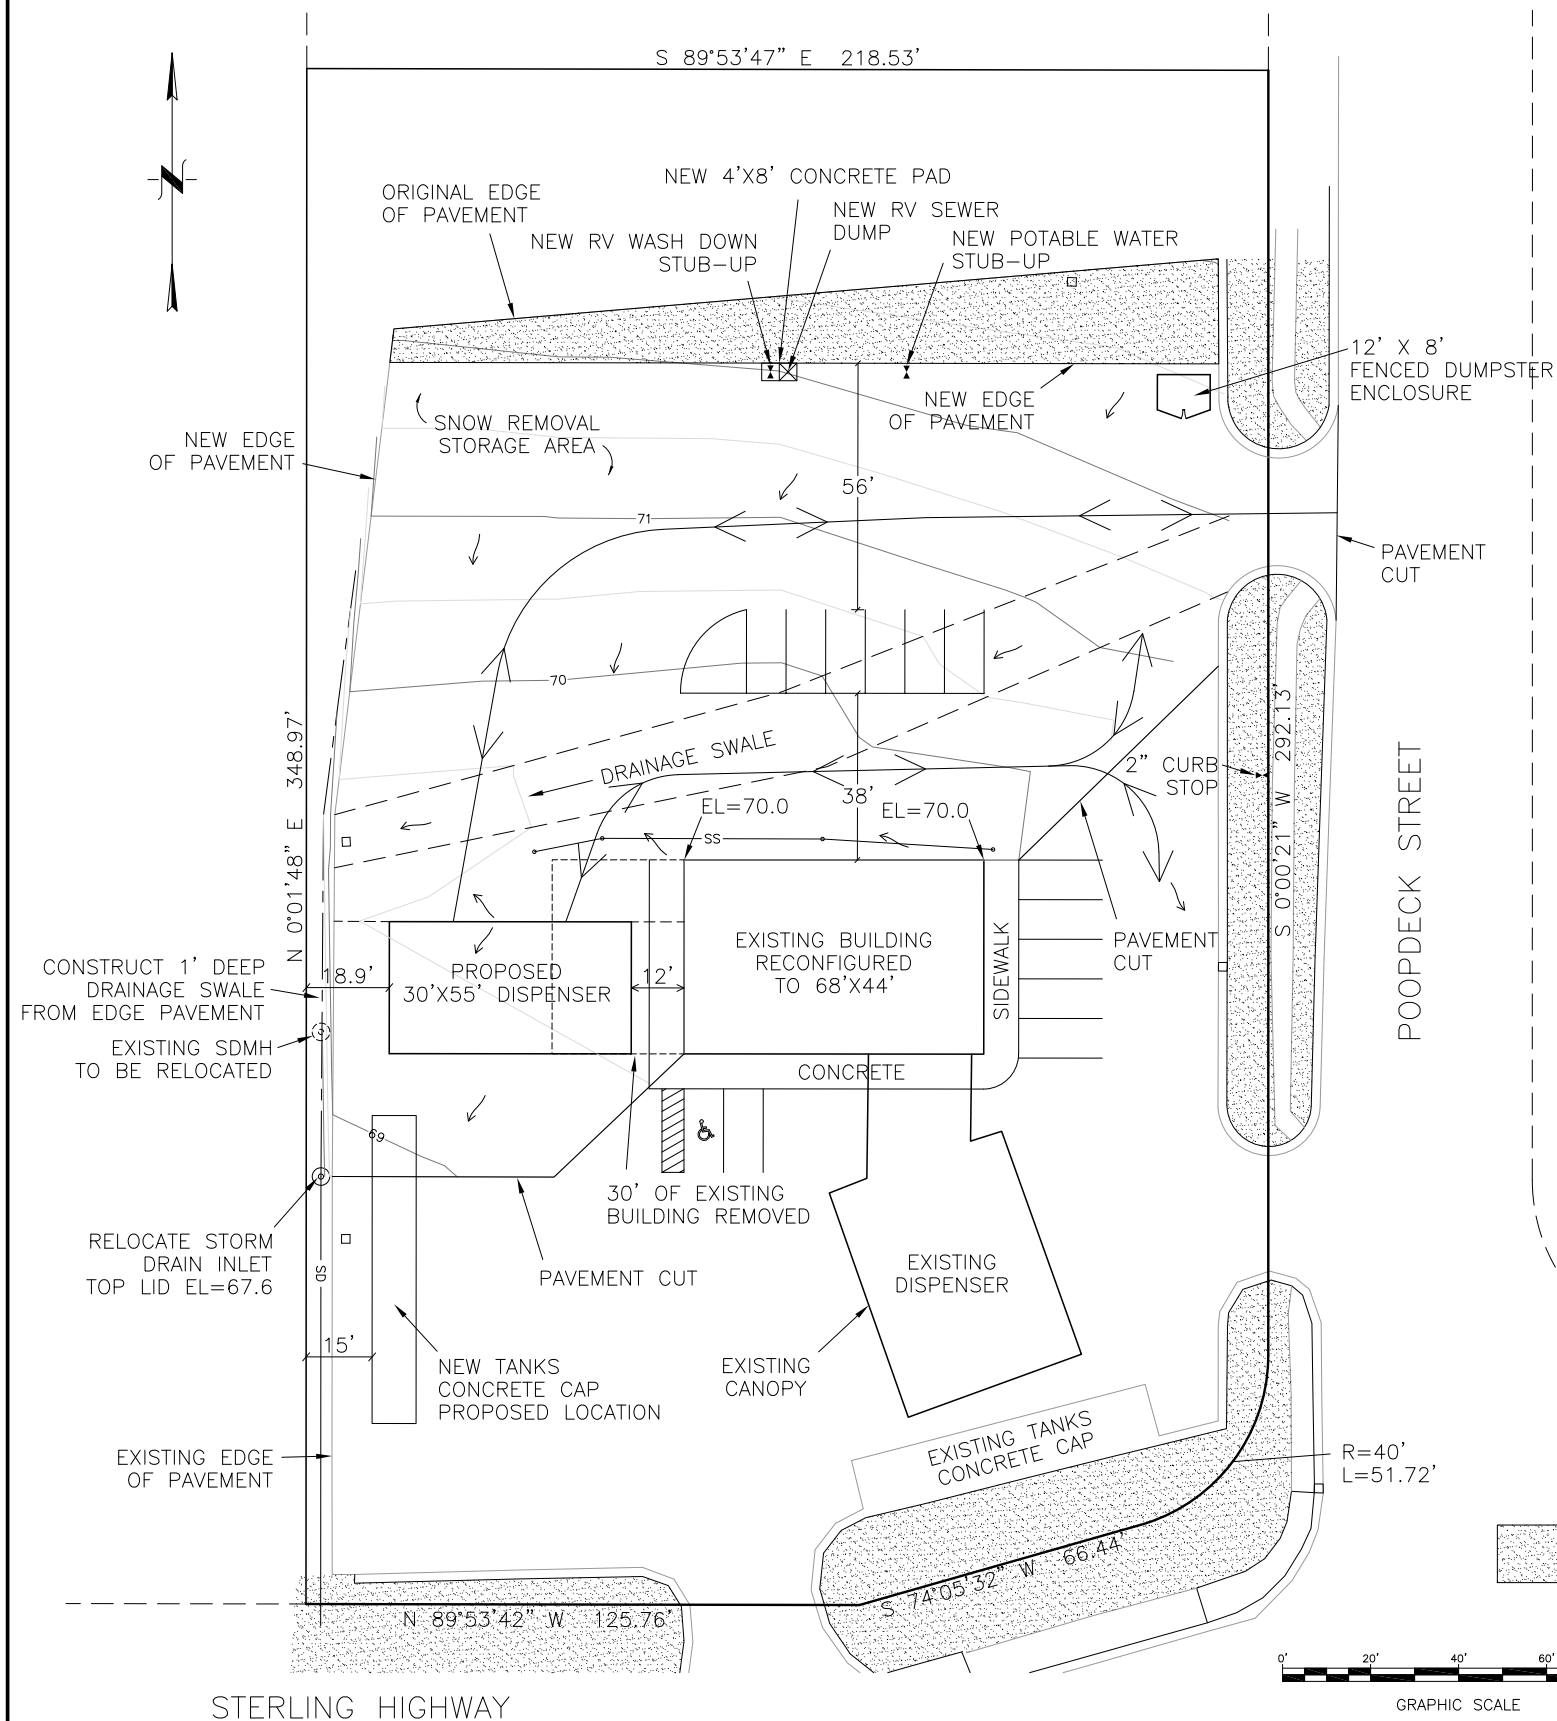 S 89°53'47" E 218.53'
N
NEW 4'X8' CONCRETE PAD
ORIGINAL EDGE
OF PAVEMENT
NEW RV SEWER
DUMP
NEW RV WASH DOWN
STUB-UP
NEW POTABLE WATER
STUB-UP
12' X 8'
FENCED DUMPSTER
ENCLOSURE
NEW EDGE
OF PAVEMENT
SNOW REMOVAL
STORAGE AREA
NEW EDGE
OF PAVEMENT
56'
71
PAVEMENT
CUT
70
N 0°01'48" E 348.97'
S 0°00'21" W 292.13'
DRAINAGE SWALE
2" CURB
STOP
POOPDECK STREET
38'
EL=70.0
EL=70.0
SS
EXISTING BUILDING
RECONFIGURED
TO 68'X44'
SIDEWALK
PAVEMENT
CUT
CONSTRUCT 1' DEEP
DRAINAGE SWALE
FROM EDGE PAVEMENT
18.9'
PROPOSED
30'X55' DISPENSER
12'
S
EXISTING SDMH
TO BE RELOCATED
CONCRETE
69
30' OF EXISTING
BUILDING REMOVED
RELOCATE STORM
DRAIN INLET
TOP LID EL=67.6
SD
PAVEMENT CUT
EXISTING
DISPENSER
15'
NEW TANKS
CONCRETE CAP
PROPOSED LOCATION
EXISTING
CANOPY
EXISTING TANKS
CONCRETE CAP
EXISTING EDGE
OF PAVEMENT
R=40'
L=51.72'
S 74°05'32" W 66.44'
N 89°53'42" W 125.76'
0' 20' 40' 60'
GRAPHIC SCALE
STERLING HIGHWAY